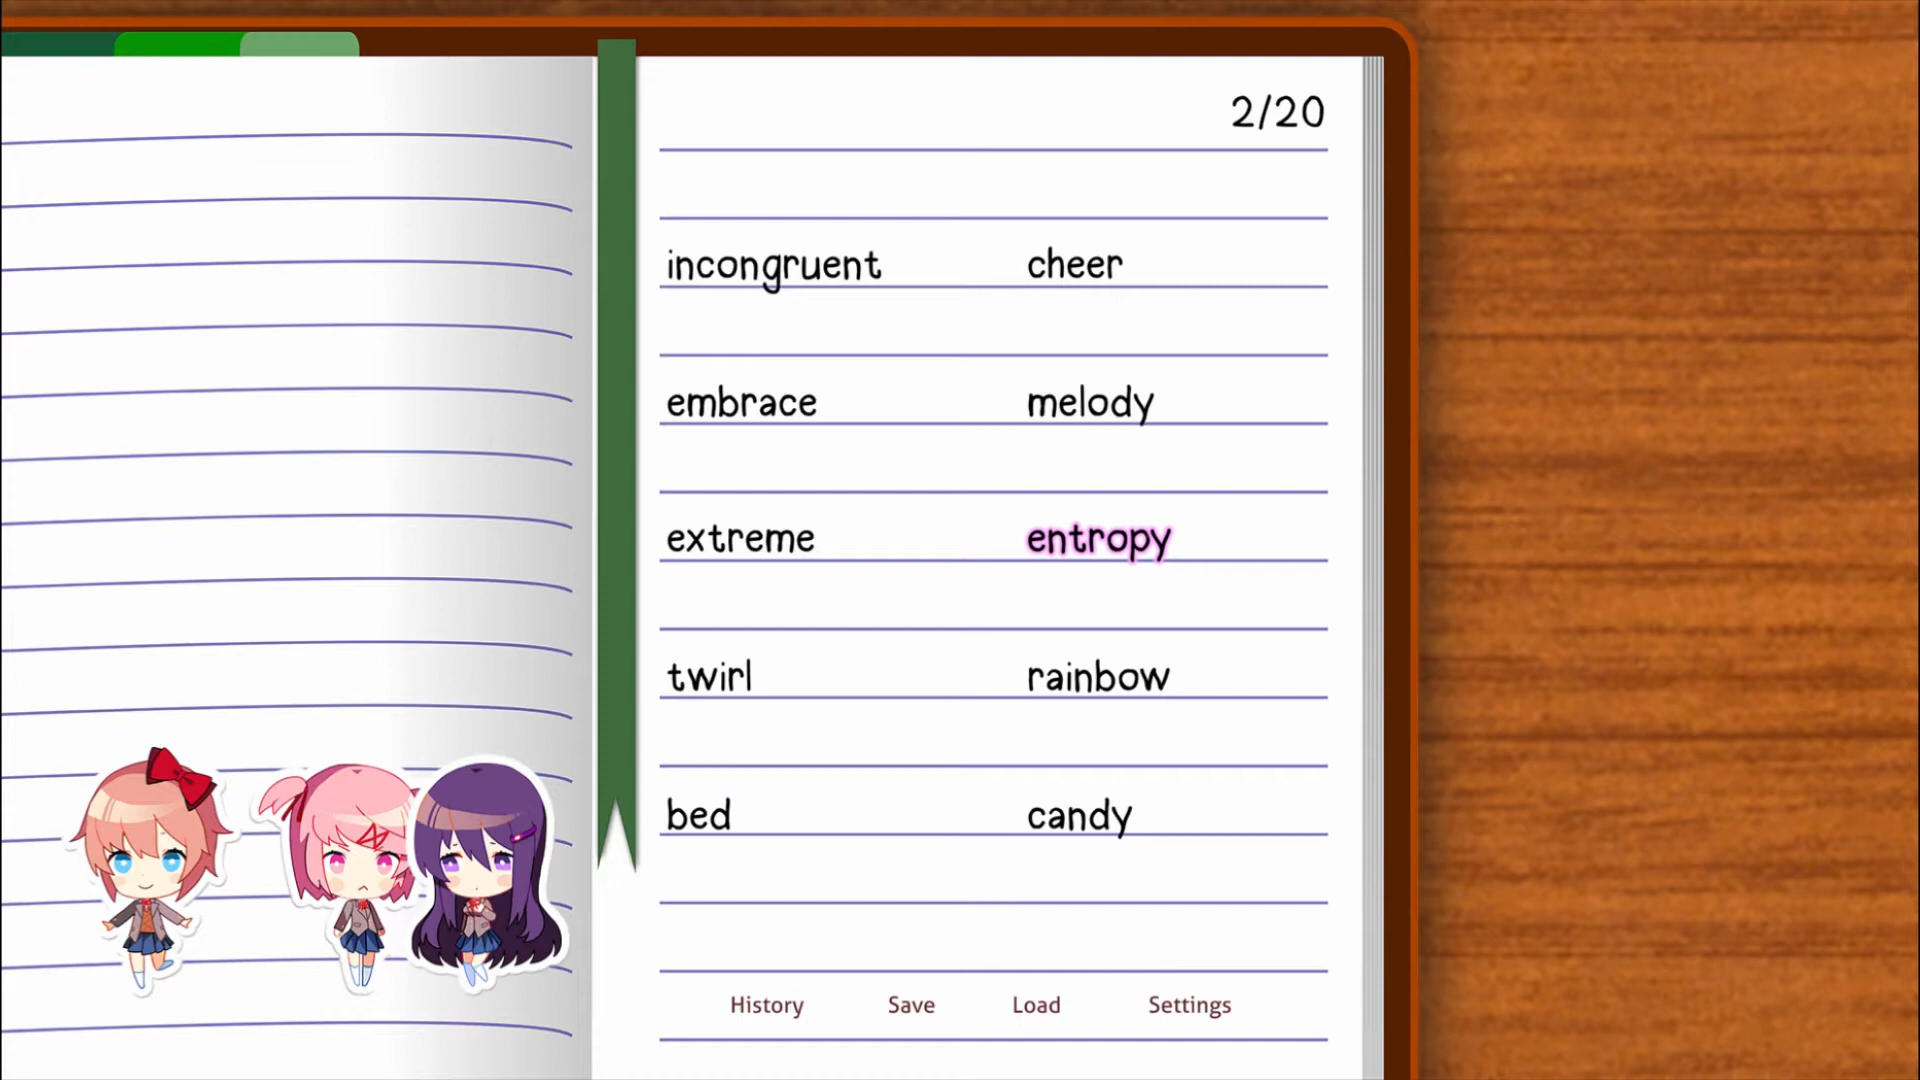 2/20
incongruent cheer
embrace melody
extreme entropy
twirl rainbow
bed candy
History Save Load Settings